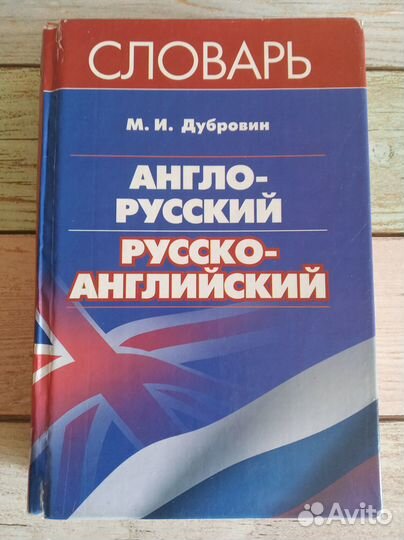 СЛОВАРЬ
М. И. Дубровин
АНГЛО-
РУССКИЙ
РУССКО-
АНГЛИЙСКИЙ
Avito